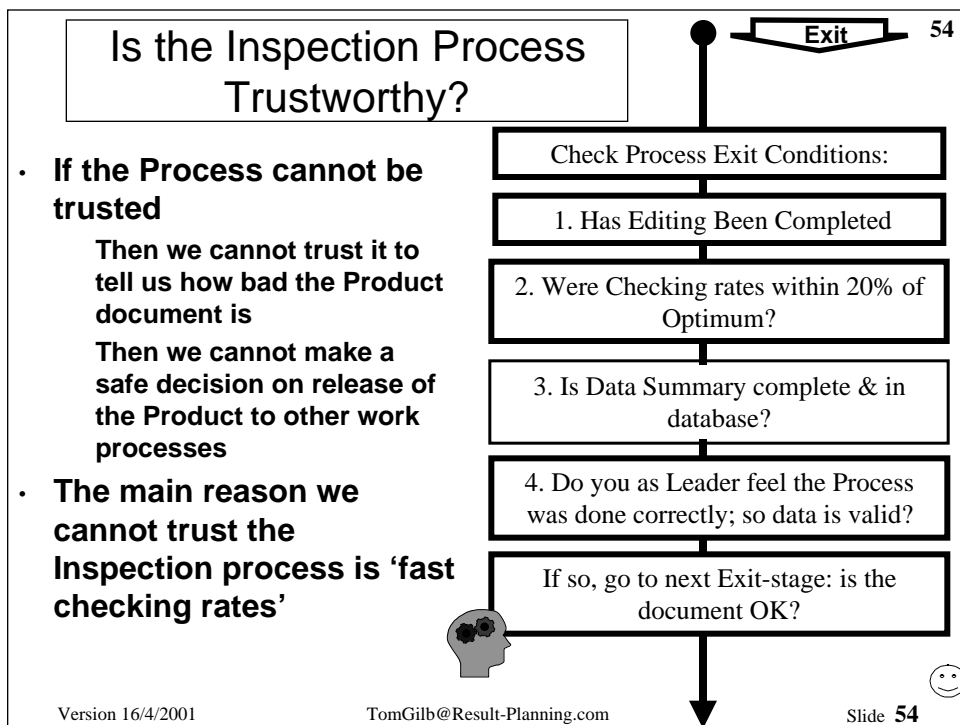 Is the Inspection Process
Trustworthy?
Exit
54
• If the Process cannot be
trusted
Then we cannot trust it to
tell us how bad the Product
document is
Then we cannot make a
safe decision on release of
the Product to other work
processes
• The main reason we
cannot trust the
Inspection process is ‘fast
checking rates’
Check Process Exit Conditions:
1. Has Editing Been Completed
2. Were Checking rates within 20% of
Optimum?
3. Is Data Summary complete & in
database?
4. Do you as Leader feel the Process
was done correctly; so data is valid?
If so, go to next Exit-stage: is the
document OK?
Version 16/4/2001
TomGilb@Result-Planning.com
Slide 54